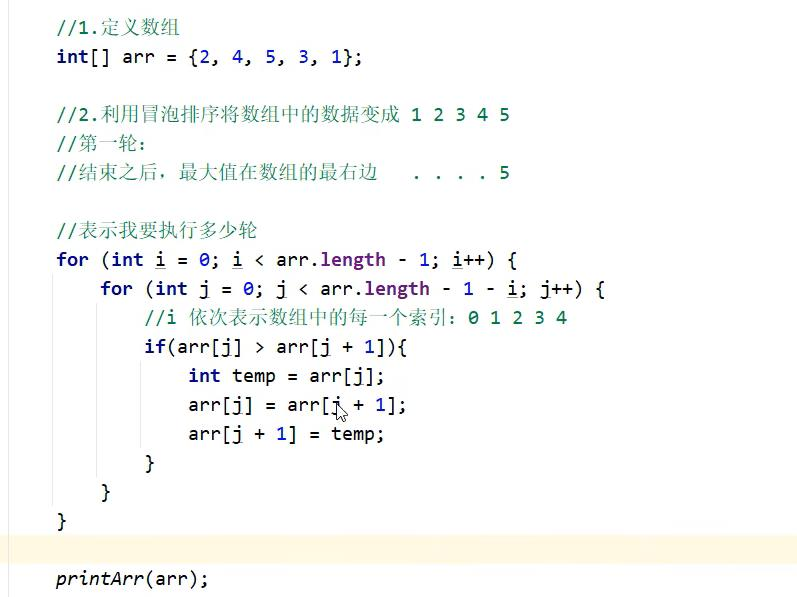 //1.定义数组
int[] arr = {2, 4, 5, 3, 1};
//2.利用冒泡排序将数组中的数据变成 1 2 3 4 5
//第一轮：
//结束之后，最大值在数组的最右边   . . . . 5
//表示我要执行多少轮
for (int i = 0; i < arr.length - 1; i++) {
    for (int j = 0; j < arr.length - 1 - i; j++) {
        //i 依次表示数组中的每一个索引：0 1 2 3 4
        if(arr[j] > arr[j + 1]){
            int temp = arr[j];
            arr[j] = arr[j + 1];
            arr[j + 1] = temp;
        }
    }
}
printArr(arr);